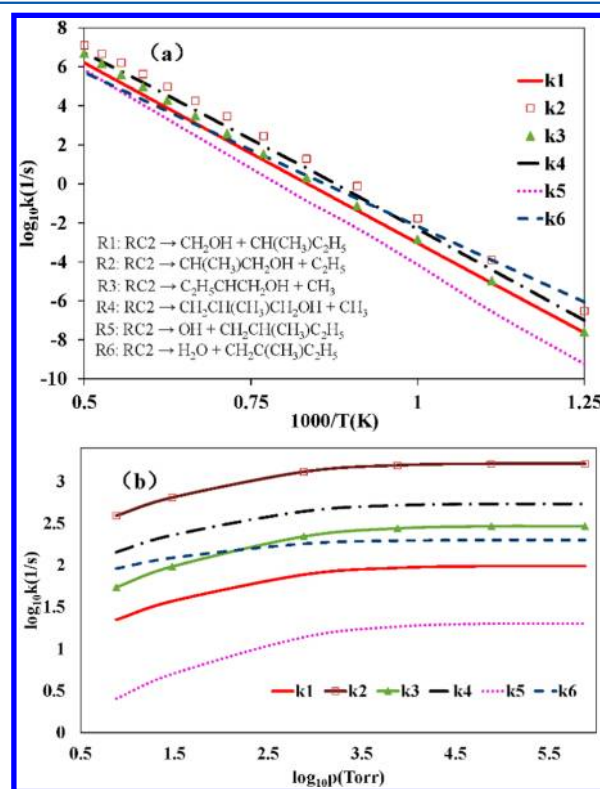 (a)
log₁₀k(1/s)
8
6
4
2
0
-2
-4
-6
-8
-10
k1
k2
k3
k4
k5
k6
R1: RC2 → CH₂OH + CH(CH₃)C₂H₅
R2: RC2 → CH(CH₃)CH₂OH + C₂H₅
R3: RC2 → C₂H₅CHCH₂OH + CH₃
R4: RC2 → CH₂CH(CH₃)CH₂OH + CH₃
R5: RC2 → OH + CH₂CH(CH₃)C₂H₅
R6: RC2 → H₂O + CH₂C(CH₃)C₂H₅
0.5 0.75 1 1.25
1000/T(K)
(b)
log₁₀k(1/s)
3
2.5
2
1.5
1
0.5
0
k1 k2 k3 k4 k5 k6
0.5 1.5 2.5 3.5 4.5 5.5
log₁₀p(Torr)